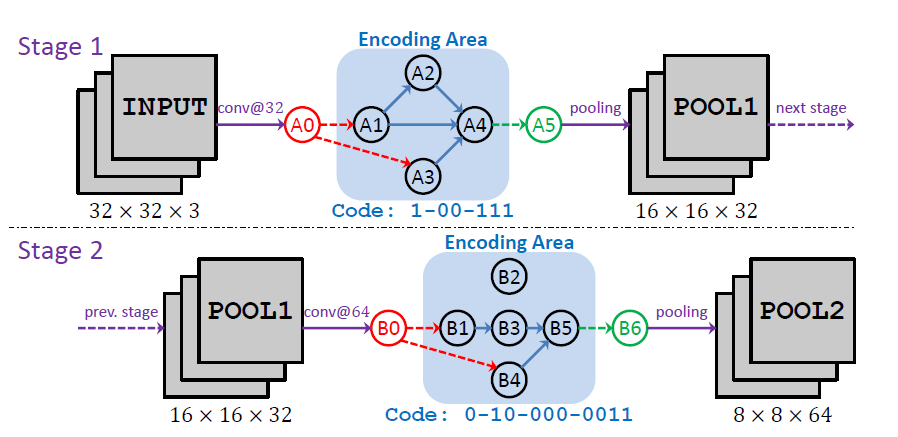 Stage 1
Encoding Area
INPUT
conv@32
A0
A1
A2
A3
A4
A5
pooling
POOL1
next stage
32 × 32 × 3
Code: 1-00-111
16 × 16 × 32
Stage 2
Encoding Area
prev. stage
POOL1
conv@64
B0
B1
B2
B3
B4
B5
B6
pooling
POOL2
16 × 16 × 32
Code: 0-10-000-0011
8 × 8 × 64